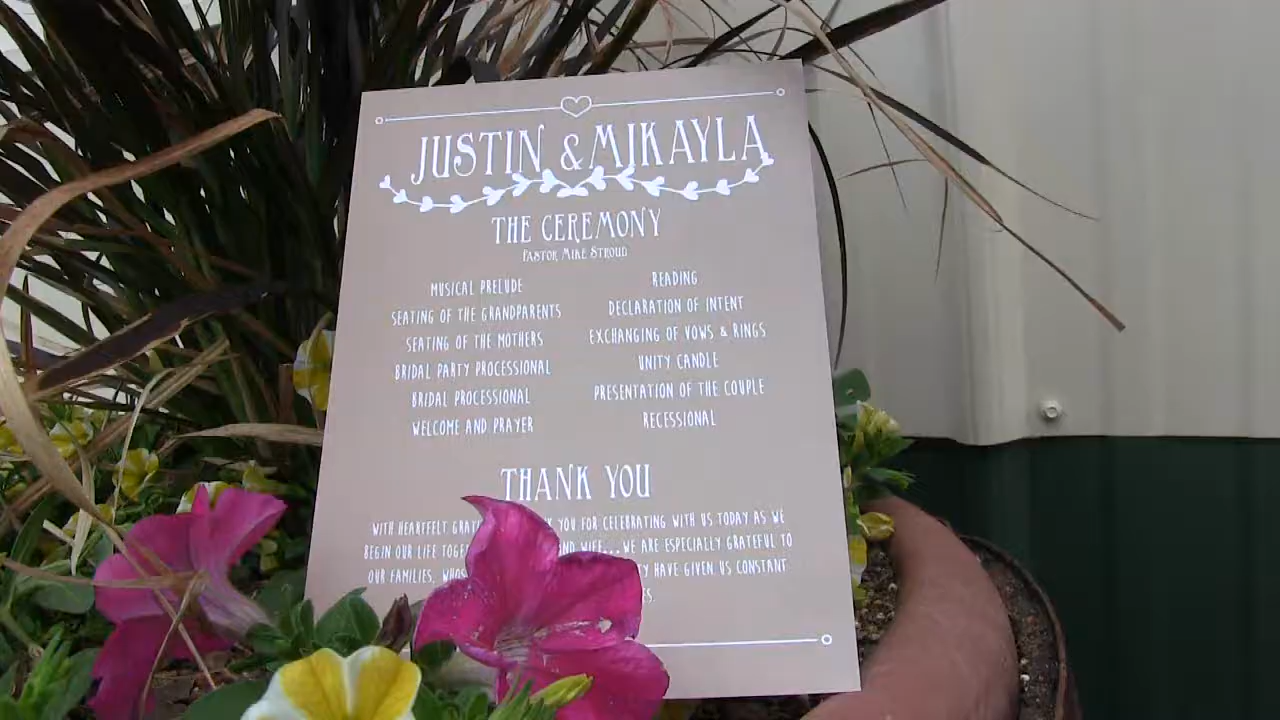 JUSTIN & MIKAYLA
THE CEREMONY
PASTOR MIKE STROUD
MUSICAL PRELUDE
SEATING OF THE GRANDPARENTS
SEATING OF THE MOTHERS
BRIDAL PARTY PROCESSIONAL
BRIDAL PROCESSIONAL
WELCOME AND PRAYER
READING
DECLARATION OF INTENT
EXCHANGING OF VOWS & RINGS
UNITY CANDLE
PRESENTATION OF THE COUPLE
RECESSIONAL
THANK YOU
WITH HEARTFELT YOU FOR CELEBRATING WITH US TODAY AS WE
BEGIN OUR LIFE WIFE...WE ARE ESPECIALLY GRATEFUL TO
OUR FAMILIES, HAVE GIVEN US CONSTANT